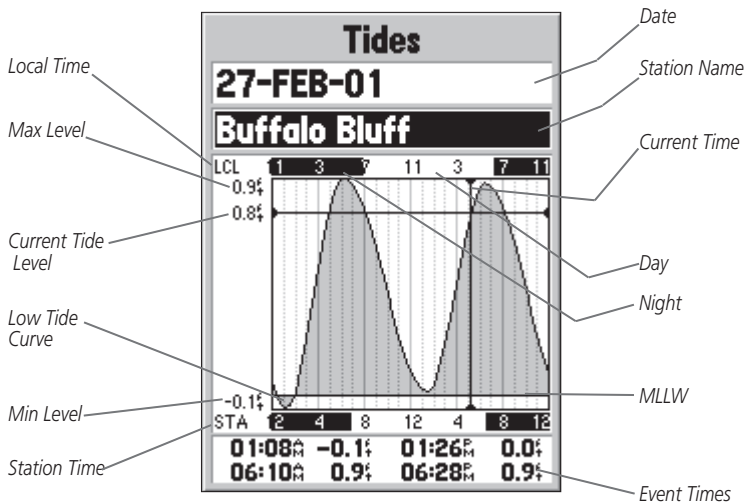 Tides
Date
Local Time
27-FEB-01
Station Name
Max Level
Buffalo Bluff
Current Time
LCL 11 3 7 11 3 7 11
0.9ft
0.8ft
Current Tide
Level
Day
Night
Low Tide
Curve
MLLW
Min Level
-0.1ft
STA 12 4 8 12 4 8 12
Station Time
01:08AM -0.1ft 01:26PM 0.0ft
06:10AM 0.9ft 06:28PM 0.9ft
Event Times